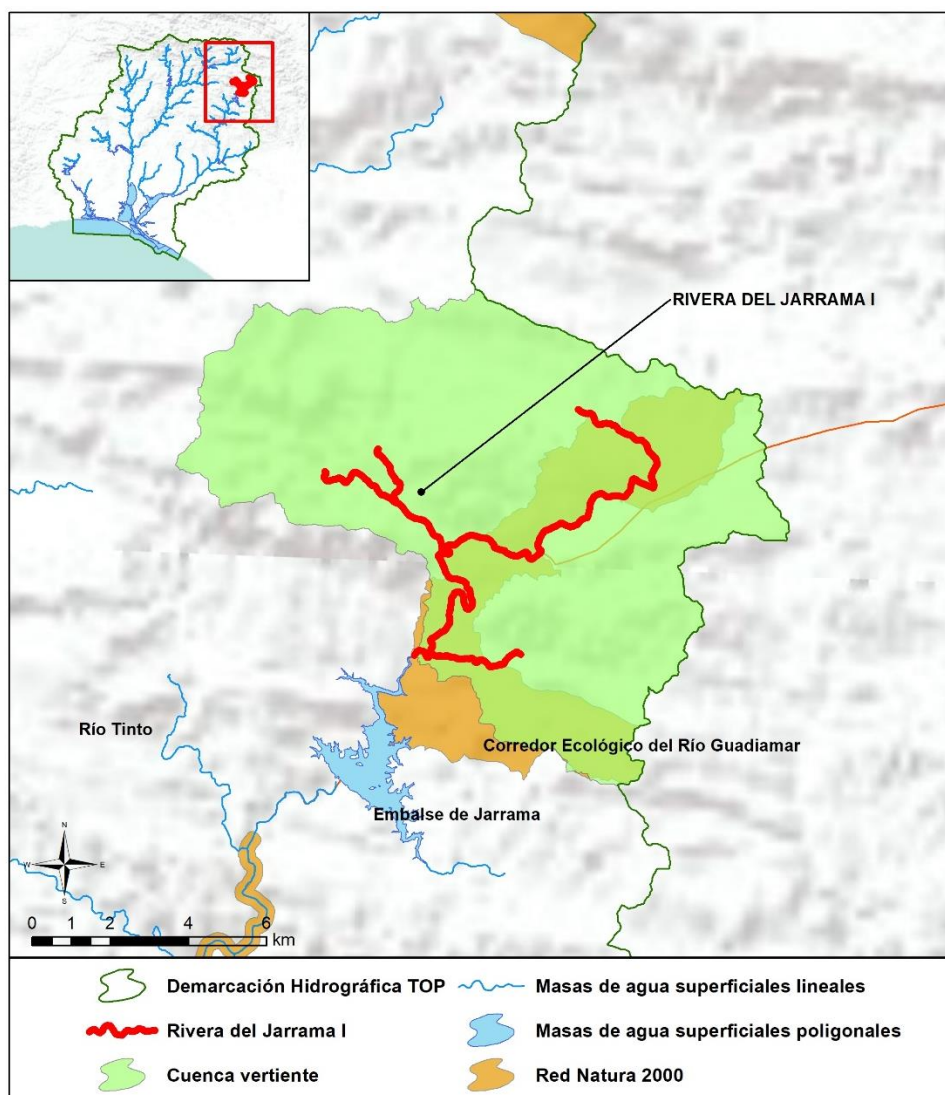 RIVERA DEL JARRAMA I
Río Tinto
Corredor Ecológico del Río Guadiamar
Embalse de Jarrama
N
W E
S
0 1 2 4 6
km
Demarcación Hidrográfica TOP
Masas de agua superficiales lineales
Rivera del Jarrama I
Masas de agua superficiales poligonales
Cuenca vertiente
Red Natura 2000